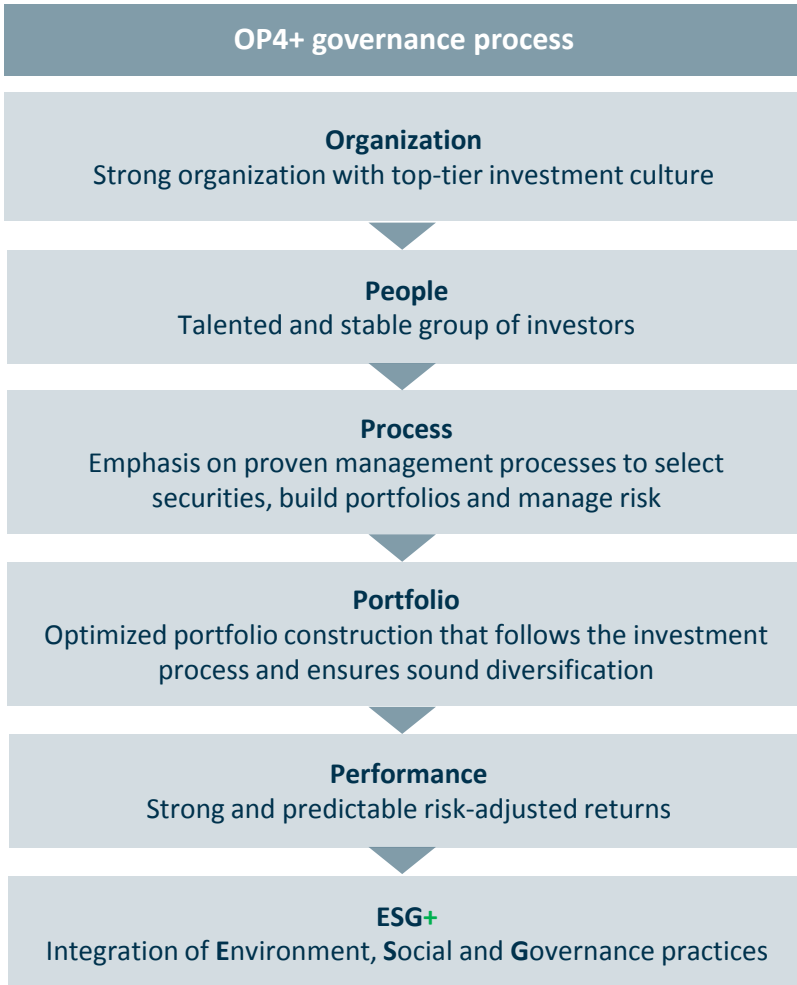 OP4+ governance process
Organization
Strong organization with top-tier investment culture
People
Talented and stable group of investors
Process
Emphasis on proven management processes to select
securities, build portfolios and manage risk
Portfolio
Optimized portfolio construction that follows the investment
process and ensures sound diversification
Performance
Strong and predictable risk-adjusted returns
ESG+
Integration of Environment, Social and Governance practices